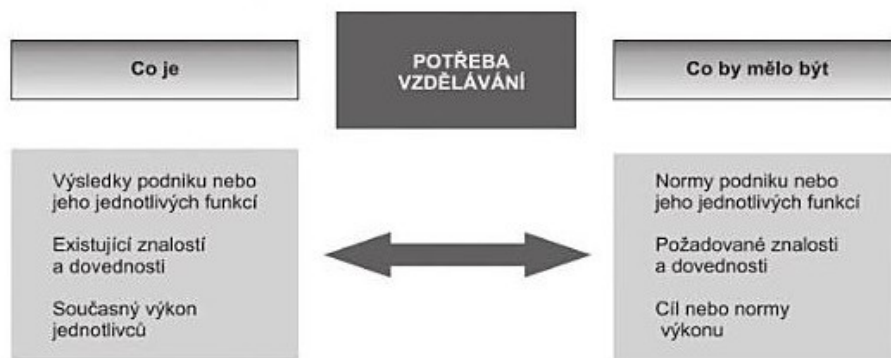 Co je
POTŘEBA
VZDĚLÁVÁNÍ
Co by mělo být
Výsledky podniku nebo
jeho jednotlivých funkcí
Existující znalostí
a dovednosti
Současný výkon
jednotlivců
Normy podniku nebo
jeho jednotlivých funkcí
Požadované znalosti
a dovednosti
Cíl nebo normy
výkonu